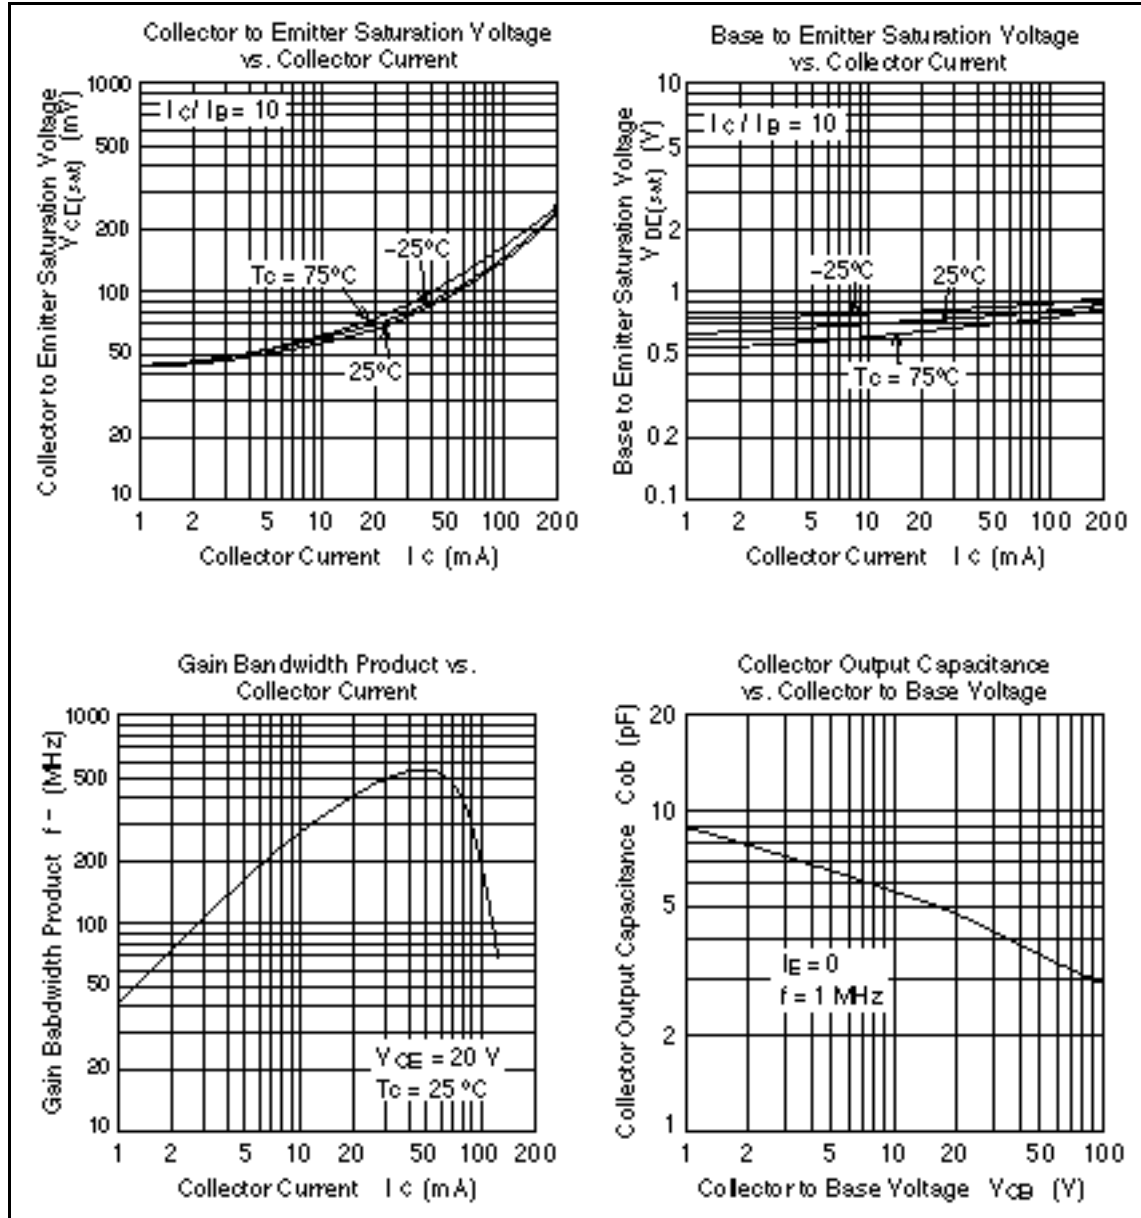 Collector to Emitter Saturation Voltage
vs. Collector Current
Collector to Emitter Saturation Voltage
VCE(sat) (mV)
1000
500
200
100
50
20
10
IC/ IB = 10
-25°C
Tc = 75°C
25°C
1 2 5 10 20 50 100 200
Collector Current IC (mA)
Base to Emitter Saturation Voltage
vs. Collector Current
Base to Emitter Saturation Voltage
VBE(sat) (V)
10
5
2
1
0.5
0.2
0.1
IC / IB = 10
-25°C
25°C
Tc = 75°C
1 2 5 10 20 50 100 200
Collector Current IC (mA)
Gain Bandwidth Product vs.
Collector Current
Gain Babdwidth Product fT (MHz)
1000
500
200
100
50
20
10
VCE = 20 V
Tc = 25 °C
1 2 5 10 20 50 100 200
Collector Current IC (mA)
Collector Output Capacitance
vs. Collector to Base Voltage
Collector Output Capacitance Cob (pF)
20
10
5
2
1
IE = 0
f = 1 MHz
1 2 5 10 20 50 100
Collector to Base Voltage VCB (V)